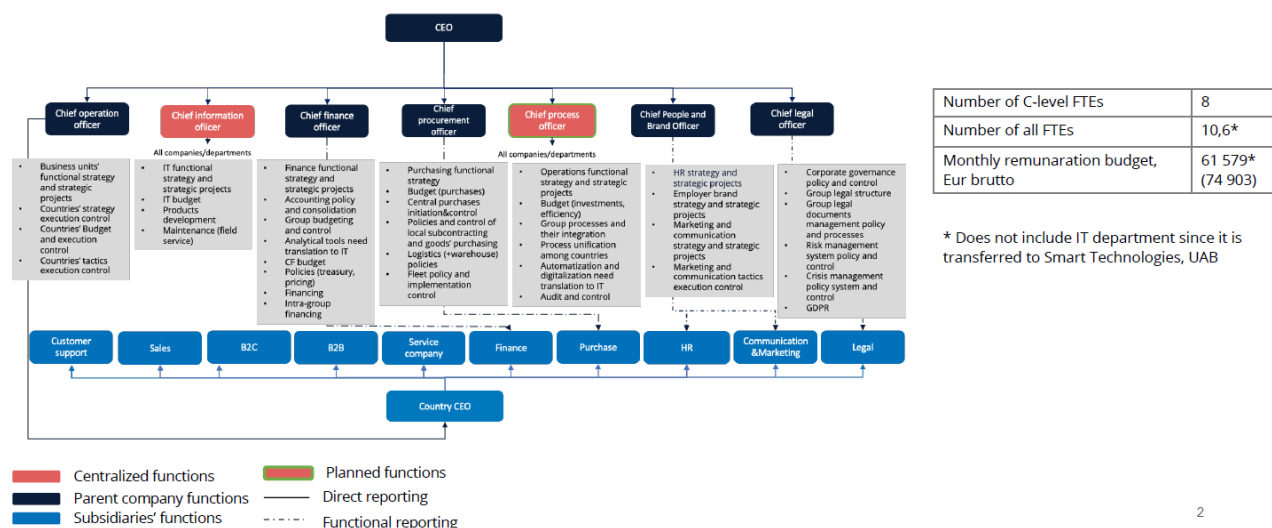 CEO
Chief operation
officer
Chief information
officer
Chief finance
officer
Chief
procurement
officer
Chief process
officer
Chief People and
Brand Officer
Chief legal
officer
All companies/departments
All companies/departments
• Business units'
functional strategy
and strategic
projects
• Countries' strategy
execution control
• Countries' Budget
and execution
control
• Countries' tactics
execution control
• IT functional
strategy and
strategic projects
• IT budget
• Products
development
• Maintenance (field
service)
• Finance functional
strategy and
strategic projects
• Accounting policy
and consolidation
• Group budgeting
and control
• Analytical tools need
translation to IT
• CF budget
• Policies (treasury,
pricing)
• Financing
• Intra-group
financing
• Purchasing functional
strategy
• Budget (purchases)
• Central purchases
initiation&control
• Policies and control of
local subcontracting
and goods' purchasing
• Logistics (+warehouse)
policies
• Fleet policy and
implementation
control
• Operations functional
strategy and strategic
projects
• Budget (investments,
efficiency)
• Group processes and
their integration
• Process unification
among countries
• Automatization and
digitalization need
translation to IT
• Audit and control
• HR strategy and
strategic projects
• Employer brand
strategy and strategic
projects
• Marketing and
communication
strategy and strategic
projects
• Marketing and
communication tactics
execution control
• Corporate governance
policy and control
• Group legal structure
• Group legal
documents
management policy
and processes
• Risk management
system policy and
control
• Crisis management
policy system and
control
• GDPR
Customer
support
Sales
B2C
B2B
Service
company
Finance
Purchase
HR
Communication
&Marketing
Legal
Country CEO
Centralized functions
Parent company functions
Subsidiaries' functions
Planned functions
Direct reporting
Functional reporting
Number of C-level FTEs 8
Number of all FTEs 10,6*
Monthly remunaration budget, 61 579*
Eur brutto (74 903)
* Does not include IT department since it is
transferred to Smart Technologies, UAB
2